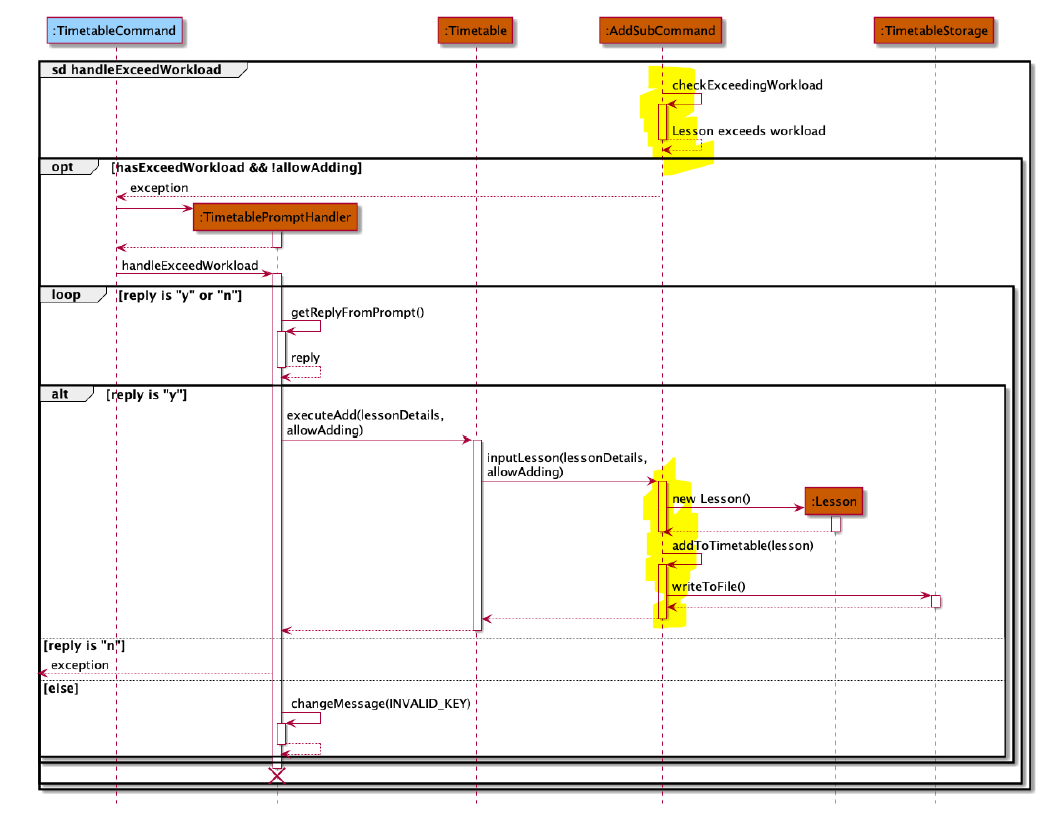 :TimetableCommand
:Timetable
:AddSubCommand
:TimetableStorage
sd handleExceedWorkload
checkExceedingWorkload
Lesson exceeds workload
opt
[hasExceedWorkload && !allowAdding]
exception
:TimetablePromptHandler
handleExceedWorkload
loop
[reply is "y" or "n"]
getReplyFromPrompt()
reply
alt
[reply is "y"]
executeAdd(lessonDetails,
allowAdding)
inputLesson(lessonDetails,
allowAdding)
new Lesson()
:Lesson
addToTimetable(lesson)
writeToFile()
[reply is "n"]
exception
[else]
changeMessage(INVALID_KEY)